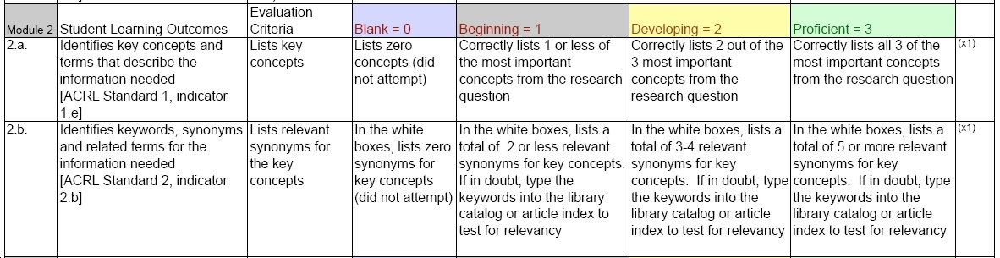 Module 2
Student Learning Outcomes
Evaluation
Criteria
Blank = 0
Beginning = 1
Developing = 2
Proficient = 3
2.a.
Identifies key concepts and
terms that describe the
information needed
[ACRL Standard 1, indicator
1.e]
Lists key
concepts
Lists zero
concepts (did
not attempt)
Correctly lists 1 or less of
the most important
concepts from the research
question
Correctly lists 2 out of the
3 most important
concepts from the
research question
Correctly lists all 3 of the
most important concepts
from the research question
(x1)
2.b.
Identifies keywords, synonyms
and related terms for the
information needed
[ACRL Standard 2, indicator
2.b]
Lists relevant
synonyms for
the key
concepts
In the white
boxes, lists zero
synonyms for
key concepts
(did not attempt)
In the white boxes, lists a
total of  2 or less relevant
synonyms for key concepts.
If in doubt, type the
keywords into the library
catalog or article index to
test for relevancy
In the white boxes, lists a
total of 3-4 relevant
synonyms for key
concepts.  If in doubt, type
the keywords into the
library catalog or article
index to test for relevancy
In the white boxes, lists a
total of 5 or more relevant
synonyms for key
concepts.  If in doubt, type
the keywords into the
library catalog or article
index to test for relevancy
(x1)